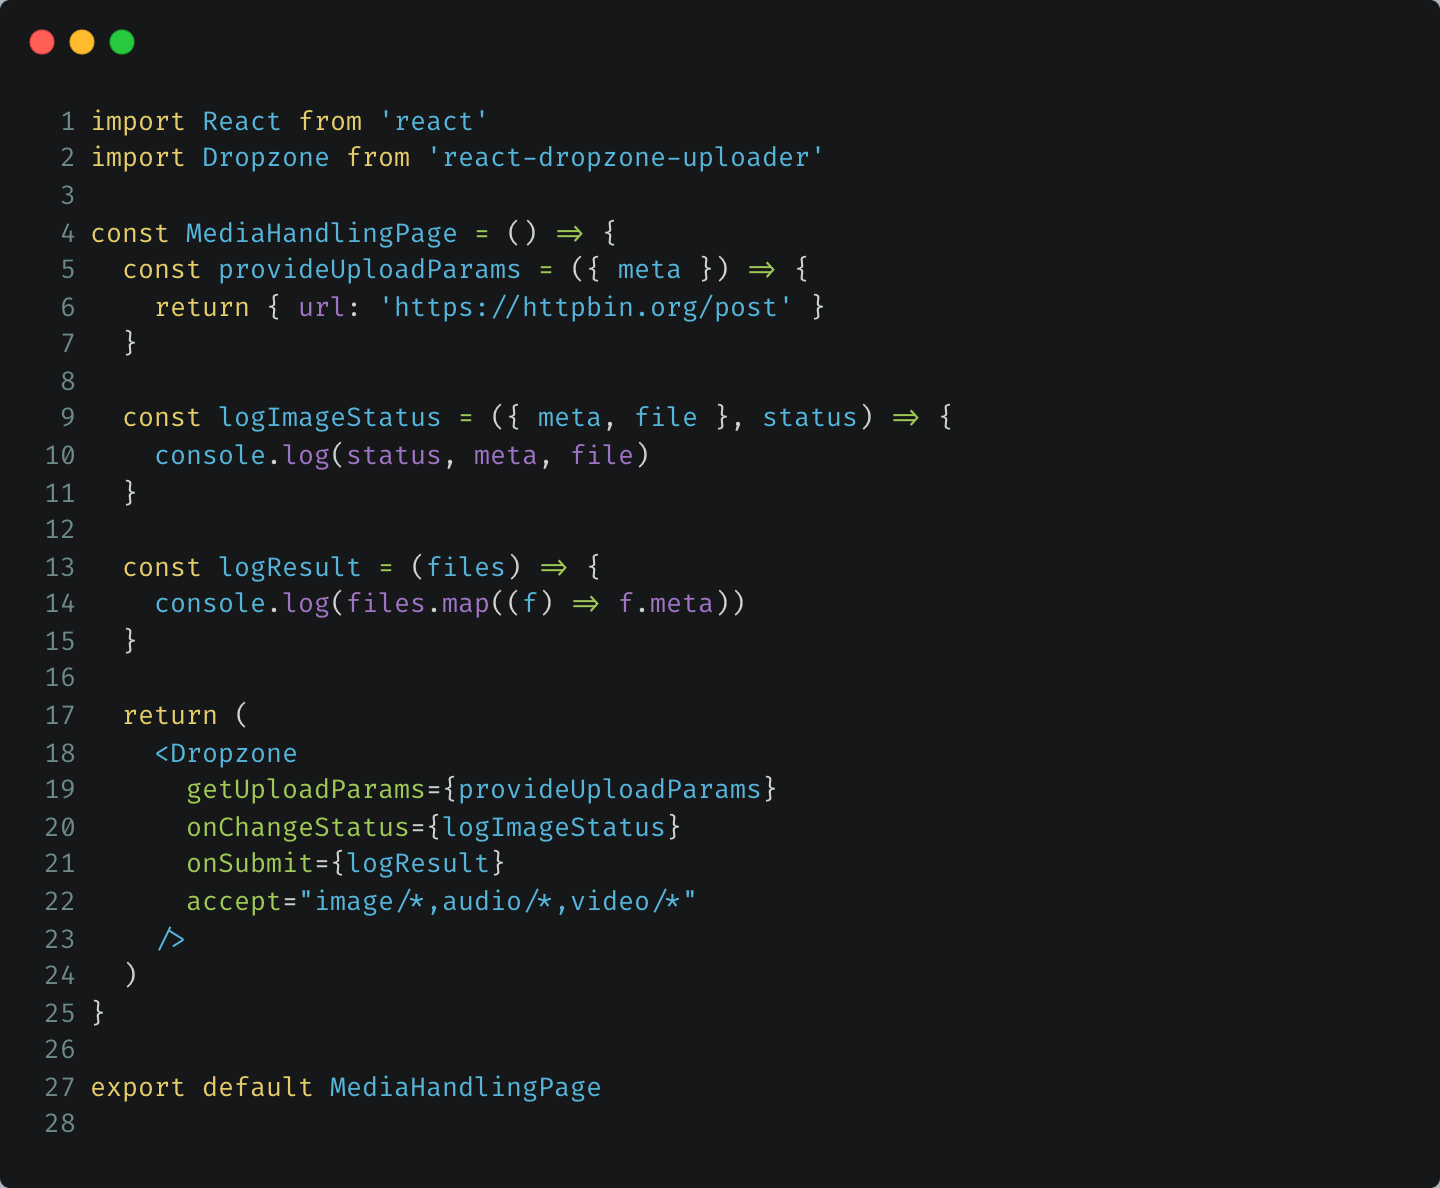 1 import React from 'react'
2 import Dropzone from 'react-dropzone-uploader'
3
4 const MediaHandlingPage = () => {
5   const provideUploadParams = ({ meta }) => {
6     return { url: 'https://httpbin.org/post' }
7   }
8
9   const logImageStatus = ({ meta, file }, status) => {
10     console.log(status, meta, file)
11   }
12
13   const logResult = (files) => {
14     console.log(files.map((f) => f.meta))
15   }
16
17   return (
18     <Dropzone
19       getUploadParams={provideUploadParams}
20       onChangeStatus={logImageStatus}
21       onSubmit={logResult}
22       accept="image/*,audio/*,video/*"
23     />
24   )
25 }
26
27 export default MediaHandlingPage
28